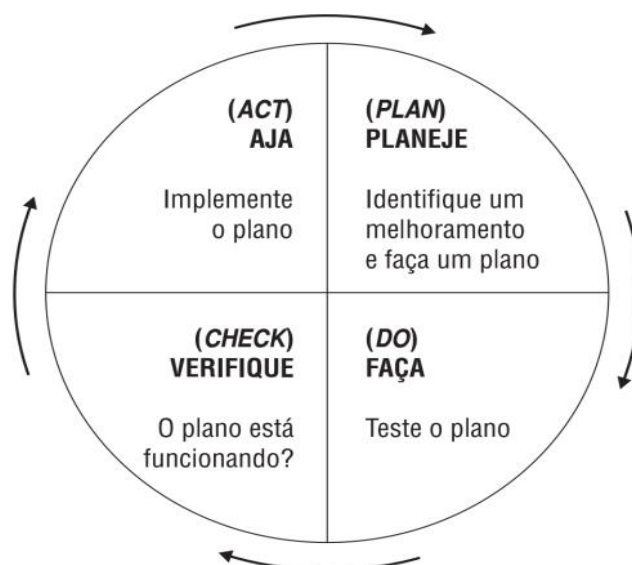 (ACT)
AJA
Implemente
o plano
(PLAN)
PLANEJE
Identifique um
melhoramento
e faça um plano
(CHECK)
VERIFIQUE
O plano está
funcionando?
(DO)
FAÇA
Teste o plano